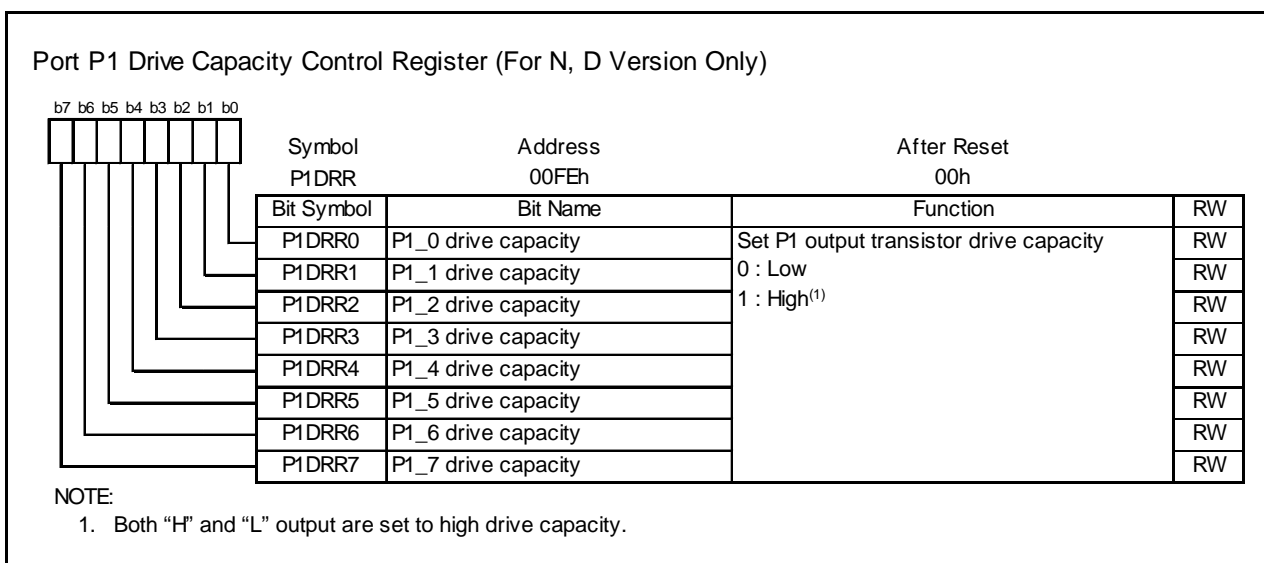 Port P1 Drive Capacity Control Register (For N, D Version Only)
b7 b6 b5 b4 b3 b2 b1 b0
Symbol Address After Reset
P1DRR 00FEh 00h
Bit Symbol Bit Name Function RW
P1DRR0 P1_0 drive capacity Set P1 output transistor drive capacity RW
P1DRR1 P1_1 drive capacity 0 : Low RW
P1DRR2 P1_2 drive capacity 1 : High(1) RW
P1DRR3 P1_3 drive capacity RW
P1DRR4 P1_4 drive capacity RW
P1DRR5 P1_5 drive capacity RW
P1DRR6 P1_6 drive capacity RW
P1DRR7 P1_7 drive capacity RW
NOTE:
1. Both “H” and “L” output are set to high drive capacity.